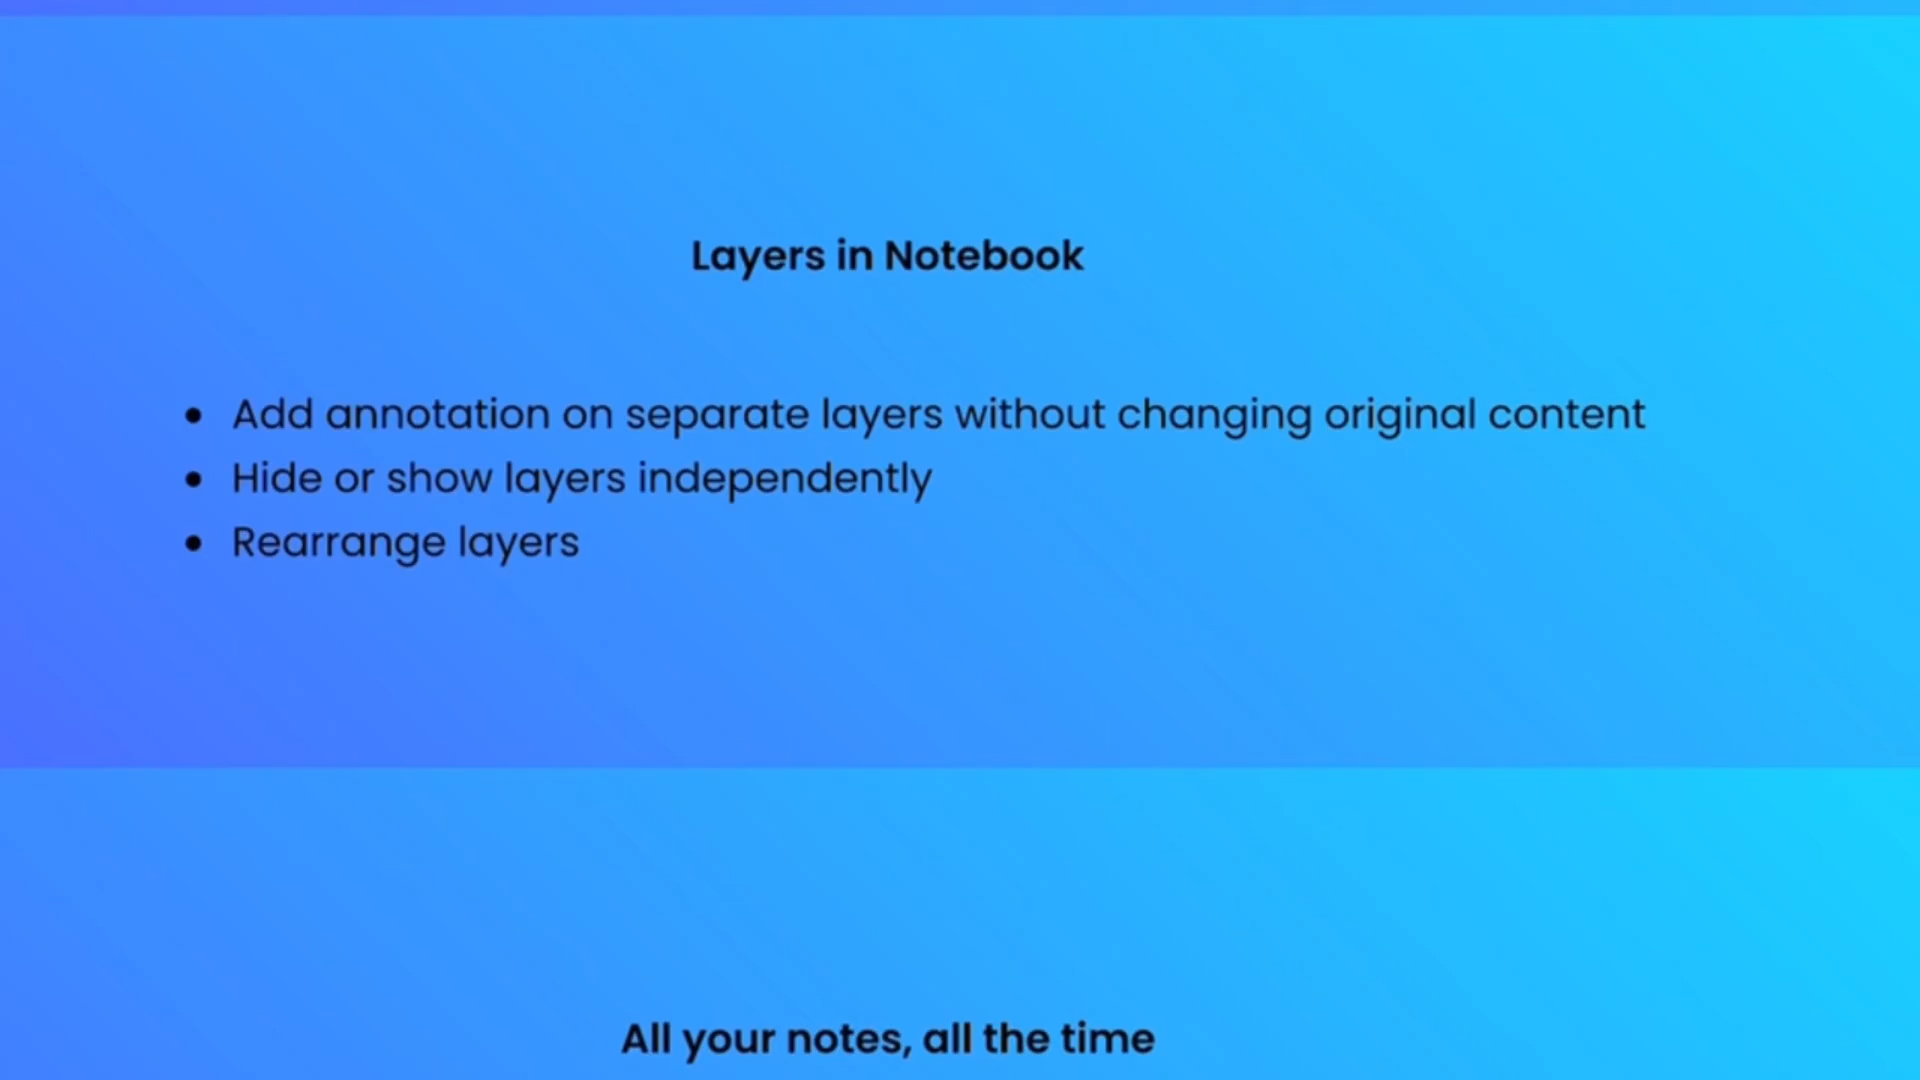 Layers in Notebook
• Add annotation on separate layers without changing original content
• Hide or show layers independently
• Rearrange layers
All your notes, all the time